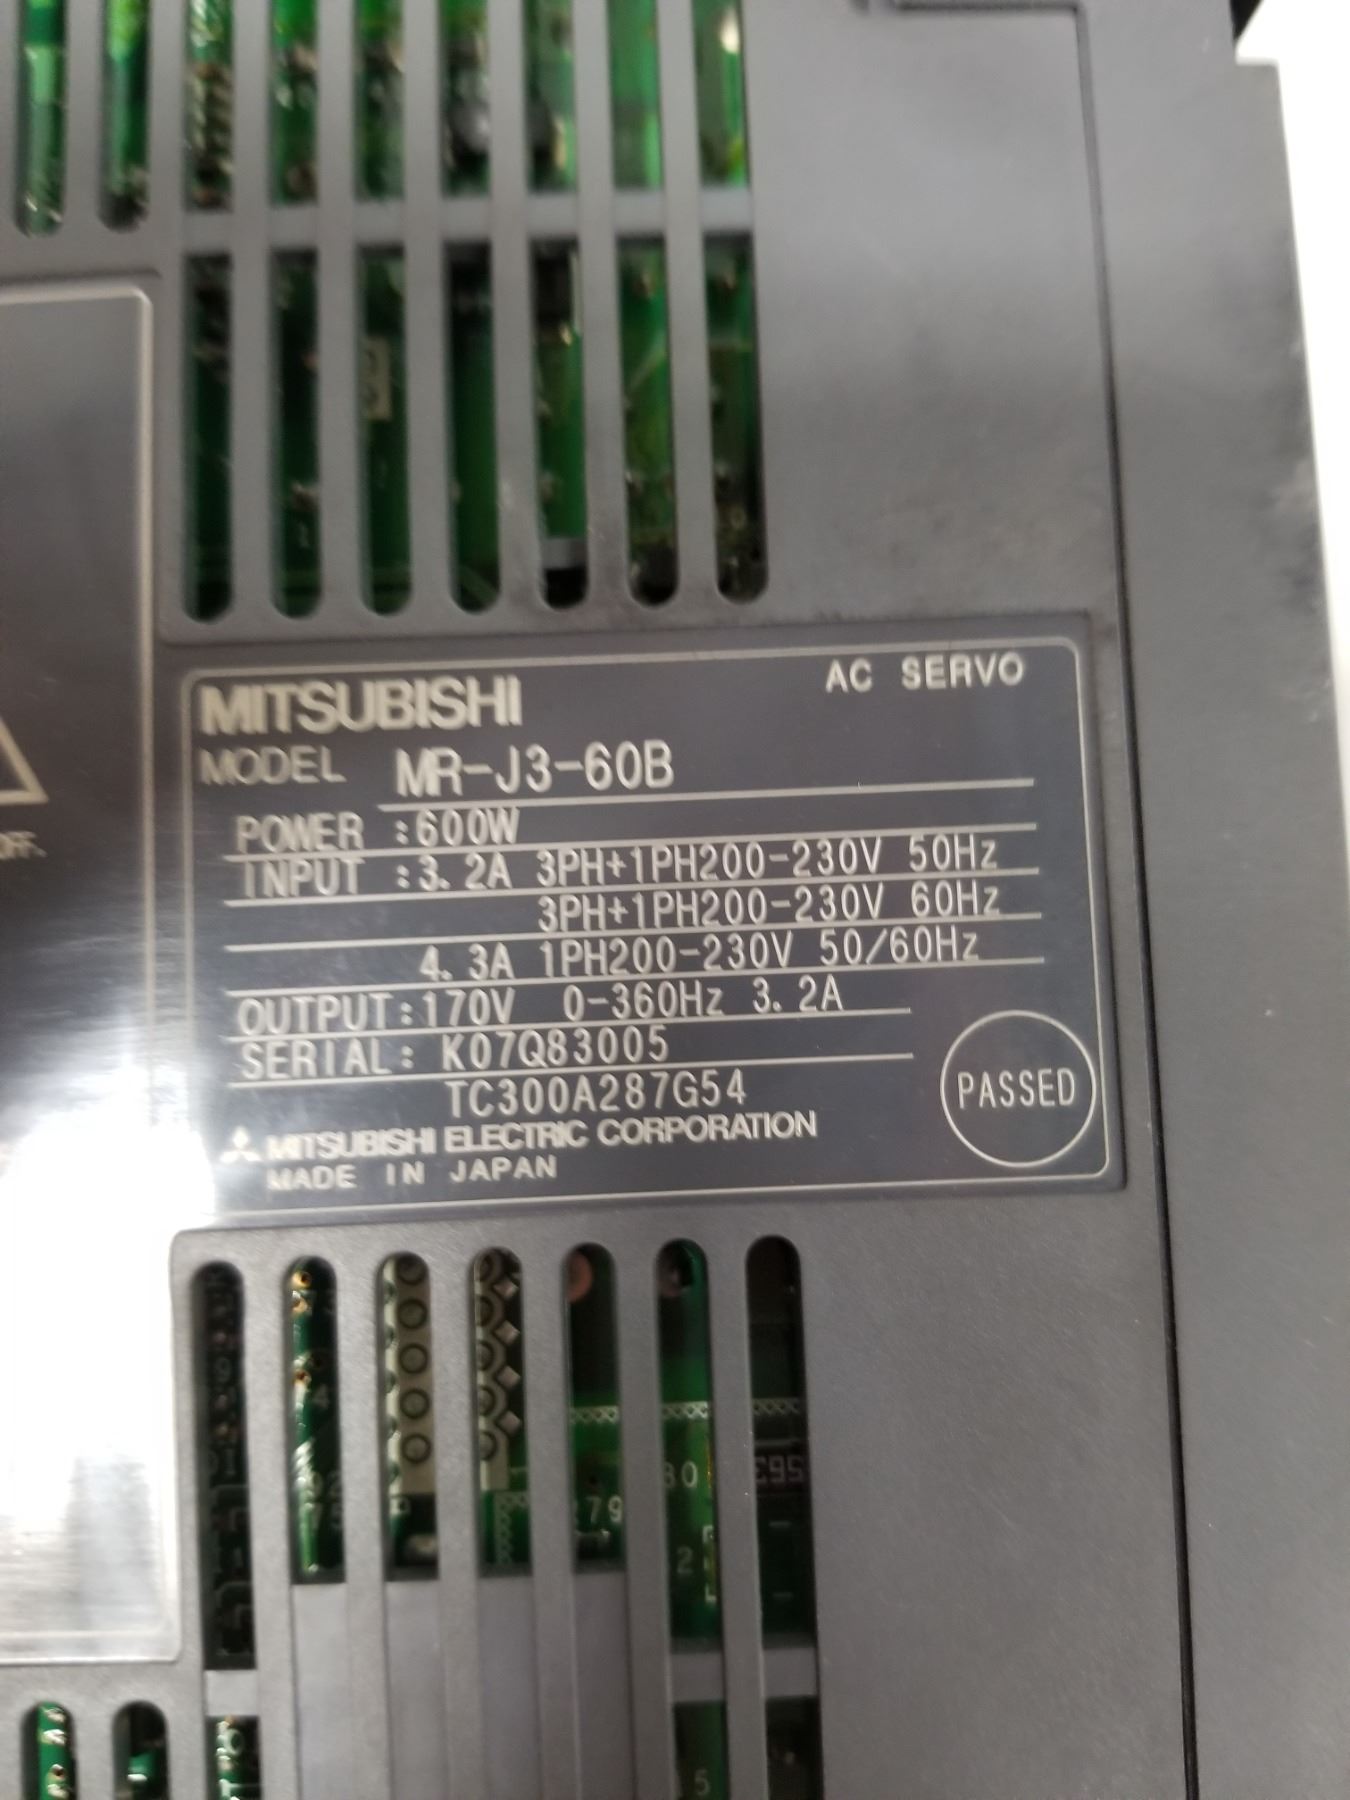 MITSUBISHI
AC SERVO
MODEL MR-J3-60B
POWER :600W
INPUT :3.2A 3PH+1PH200-230V 50Hz
3PH+1PH200-230V 60Hz
4.3A 1PH200-230V 50/60Hz
OUTPUT:170V 0-360Hz 3.2A
SERIAL: K07Q83005
TC300A287G54
PASSED
MITSUBISHI ELECTRIC CORPORATION
MADE IN JAPAN
OFF.